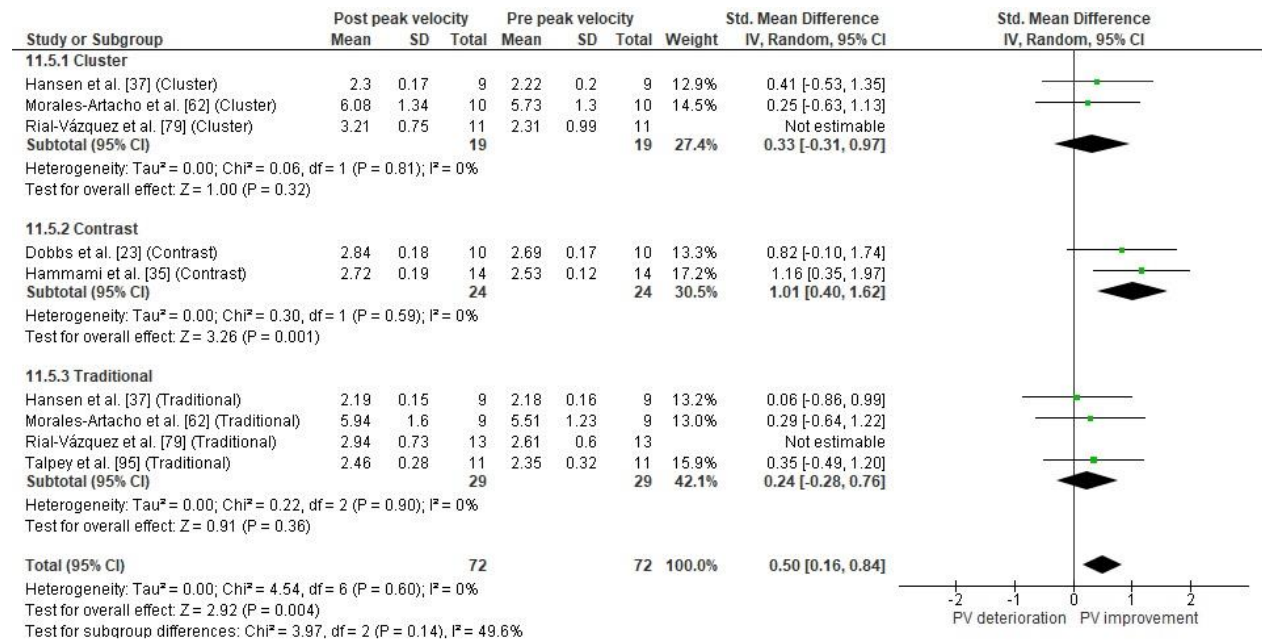 Post peak velocity Pre peak velocity Std. Mean Difference Std. Mean Difference
Study or Subgroup Mean SD Total Mean SD Total Weight IV, Random, 95% CI IV, Random, 95% CI
11.5.1 Cluster
Hansen et al. [37] (Cluster) 2.3 0.17 9 2.22 0.2 9 12.9% 0.41 [-0.53, 1.35]
Morales-Artacho et al. [62] (Cluster) 6.08 1.34 10 5.73 1.3 10 14.5% 0.25 [-0.63, 1.13]
Rial-Vázquez et al. [79] (Cluster) 3.21 0.75 11 2.31 0.99 11 Not estimable
Subtotal (95% CI) 19 19 27.4% 0.33 [-0.31, 0.97]
Heterogeneity: Tau² = 0.00; Chi² = 0.06, df = 1 (P = 0.81); I² = 0%
Test for overall effect: Z = 1.00 (P = 0.32)
11.5.2 Contrast
Dobbs et al. [23] (Contrast) 2.84 0.18 10 2.69 0.17 10 13.3% 0.82 [-0.10, 1.74]
Hammami et al. [35] (Contrast) 2.72 0.19 14 2.53 0.12 14 17.2% 1.16 [0.35, 1.97]
Subtotal (95% CI) 24 24 30.5% 1.01 [0.40, 1.62]
Heterogeneity: Tau² = 0.00; Chi² = 0.30, df = 1 (P = 0.59); I² = 0%
Test for overall effect: Z = 3.26 (P = 0.001)
11.5.3 Traditional
Hansen et al. [37] (Traditional) 2.19 0.15 9 2.18 0.16 9 13.2% 0.06 [-0.86, 0.99]
Morales-Artacho et al. [62] (Traditional) 5.94 1.6 9 5.51 1.23 9 13.0% 0.29 [-0.64, 1.22]
Rial-Vázquez et al. [79] (Traditional) 2.94 0.73 13 2.61 0.6 13 Not estimable
Talpey et al. [95] (Traditional) 2.46 0.28 11 2.35 0.32 11 15.9% 0.35 [-0.49, 1.20]
Subtotal (95% CI) 29 29 42.1% 0.24 [-0.28, 0.76]
Heterogeneity: Tau² = 0.00; Chi² = 0.22, df = 2 (P = 0.90); I² = 0%
Test for overall effect: Z = 0.91 (P = 0.36)
Total (95% CI) 72 72 100.0% 0.50 [0.16, 0.84]
Heterogeneity: Tau² = 0.00; Chi² = 4.54, df = 6 (P = 0.60); I² = 0%
Test for overall effect: Z = 2.92 (P = 0.004)
Test for subgroup differences: Chi² = 3.97, df = 2 (P = 0.14), I² = 49.6%
-2 -1 0 1 2
PV deterioration PV improvement